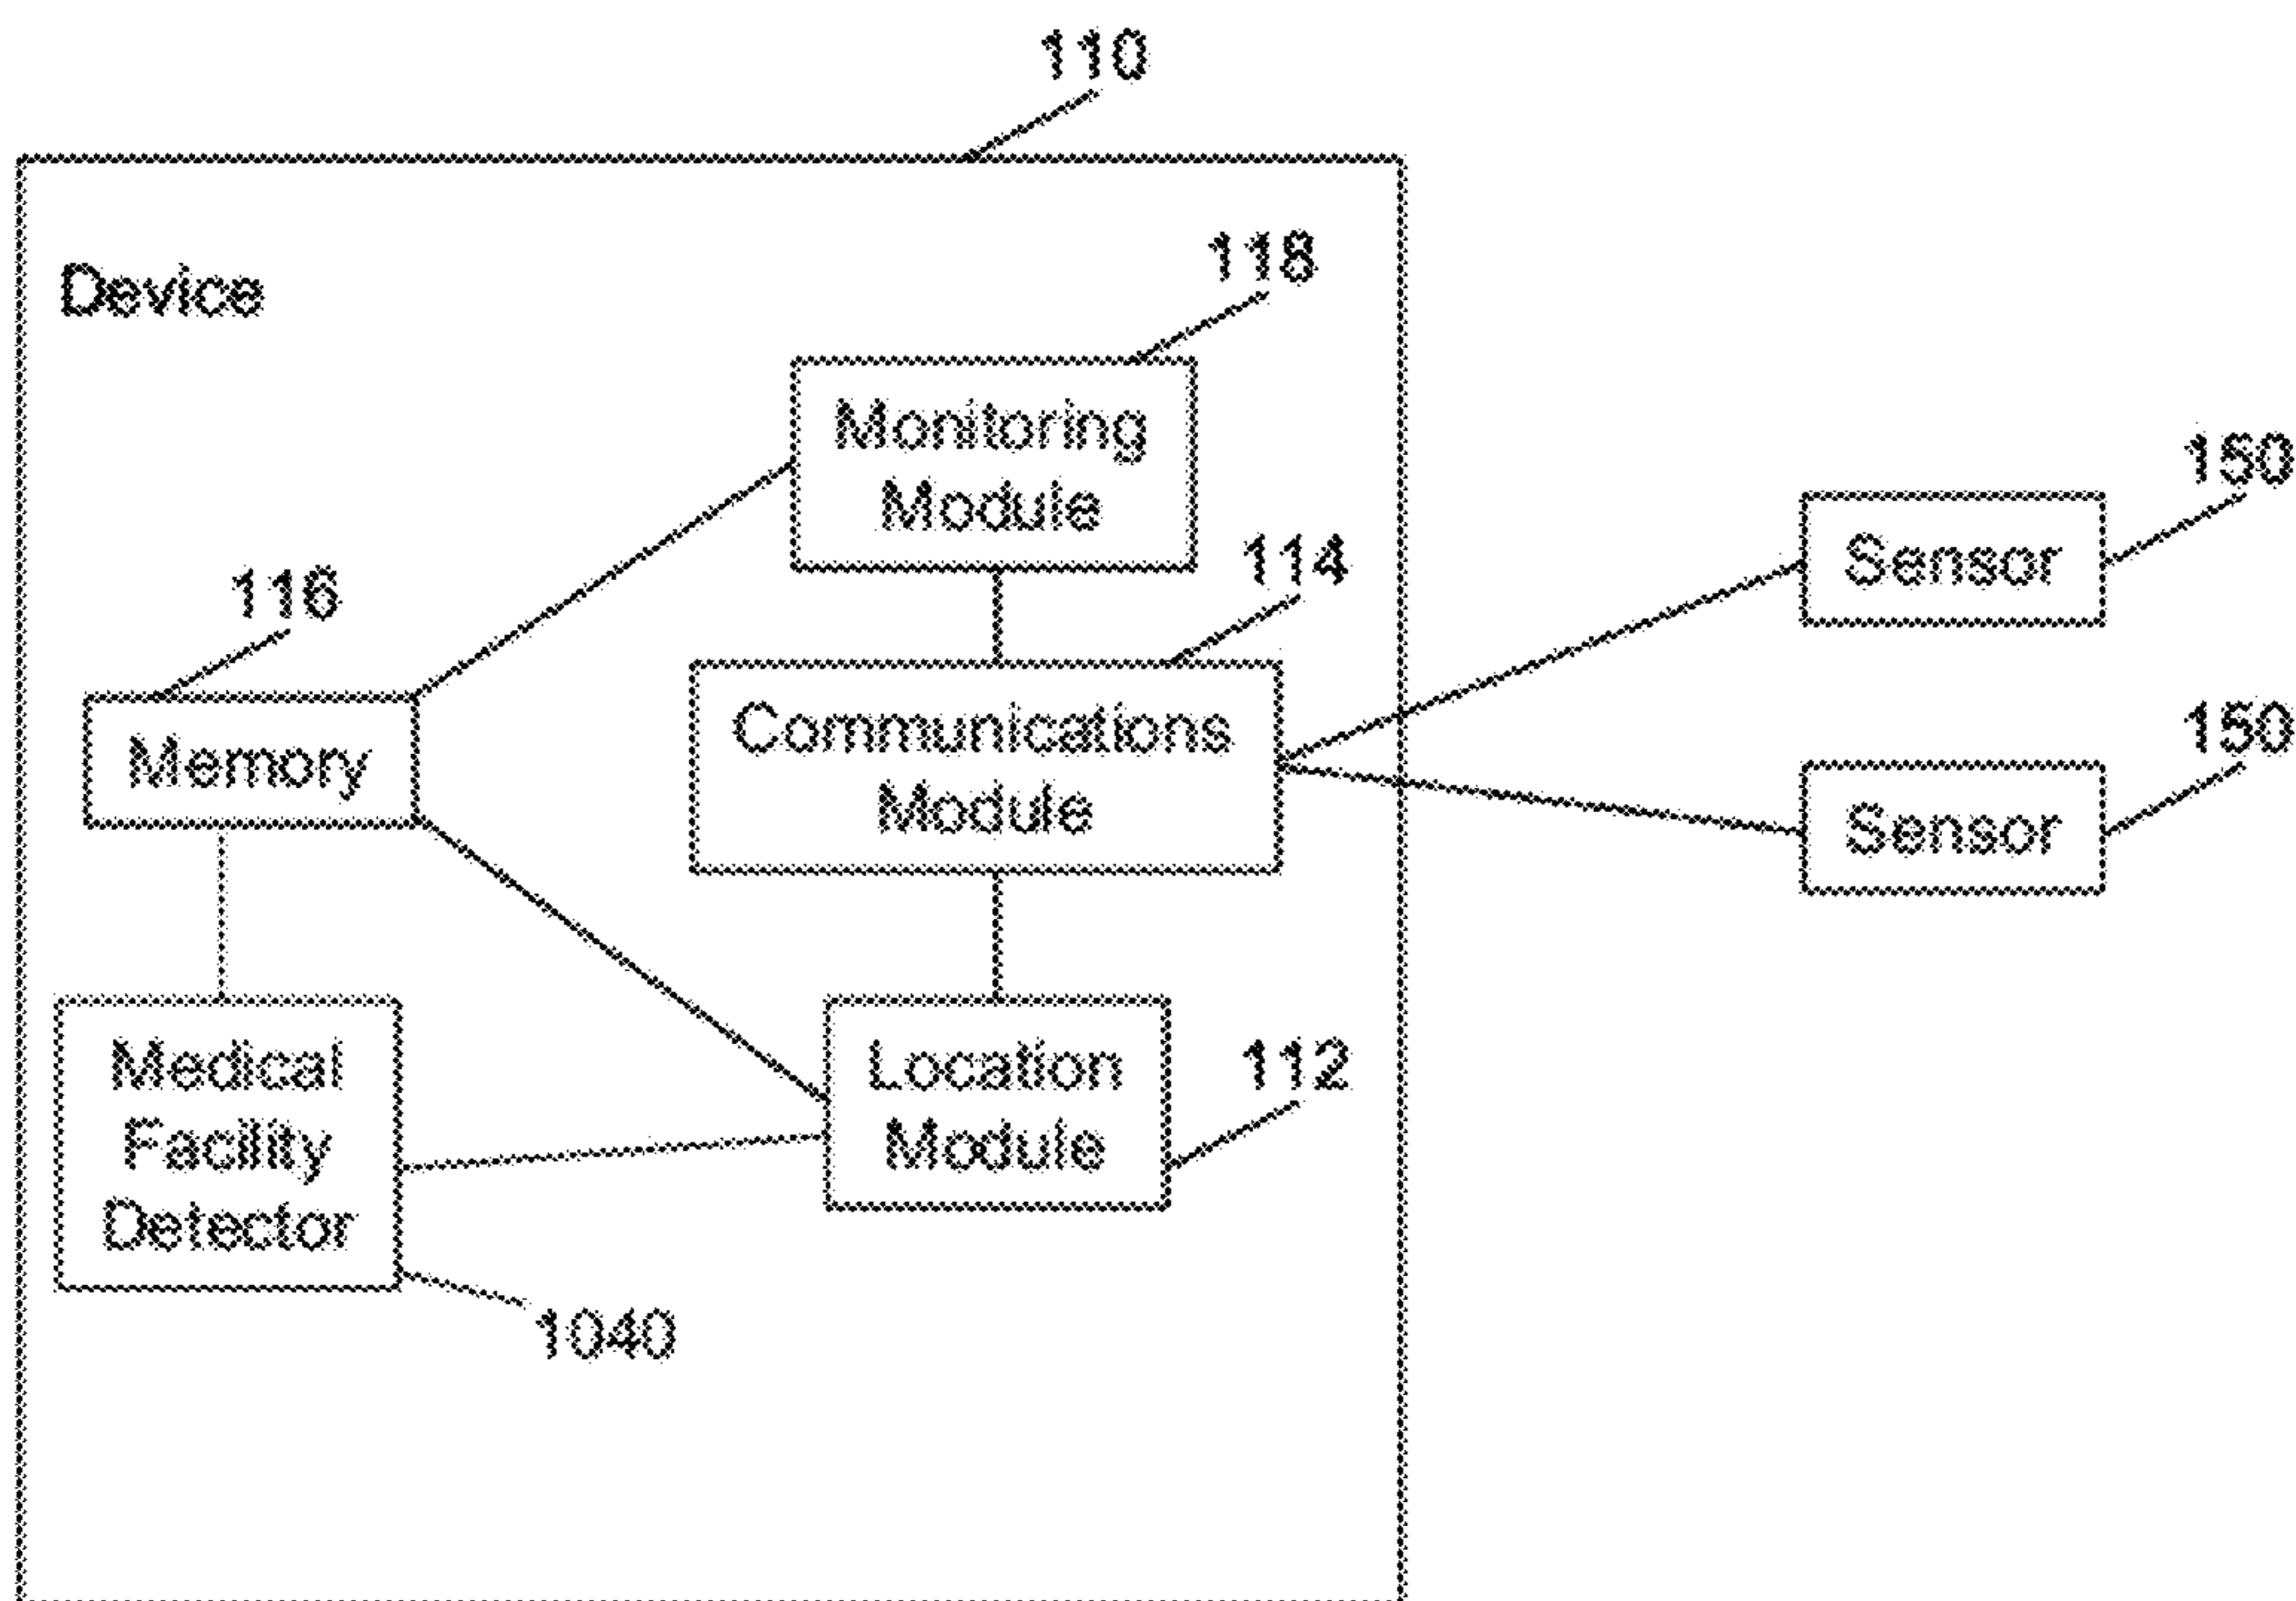 110
Device
118
Monitoring
Module
150
114
Sensor
116
Communications
Module
150
Memory
Sensor
Medical
Facility
Detector
Location
Module
112
1040